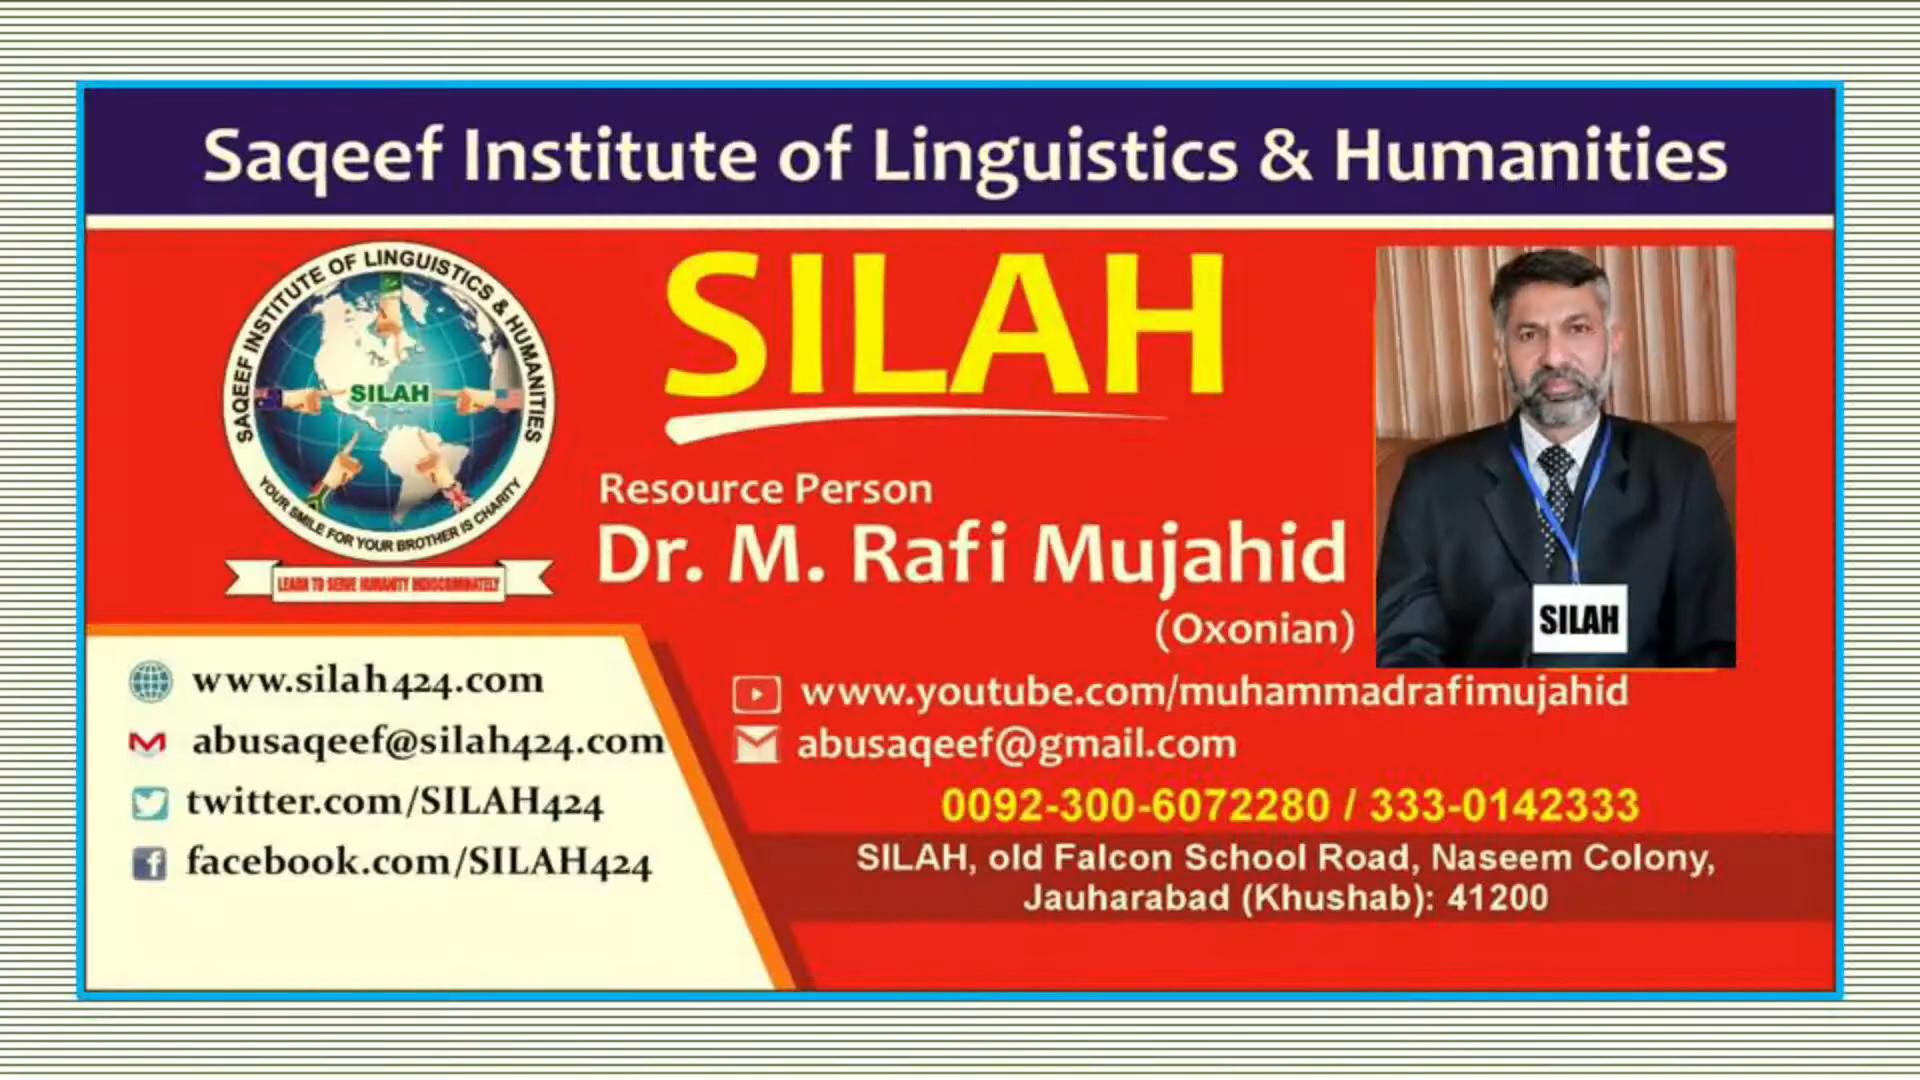 Saqeef Institute of Linguistics & Humanities
SAQEEF INSTITUTE OF LINGUISTICS & HUMANITIES
SILAH
YOUR SMILE FOR YOUR BROTHER IS CHARITY
LEARN TO SERVE HUMANITY INDISCRIMINATELY
SILAH
Resource Person
Dr. M. Rafi Mujahid
(Oxonian)
SILAH
www.silah424.com
abusaqeef@silah424.com
twitter.com/SILAH424
facebook.com/SILAH424
www.youtube.com/muhammadrafimujahid
abusaqeef@gmail.com
0092-300-6072280 / 333-0142333
SILAH, old Falcon School Road, Naseem Colony,
Jauharabad (Khushab): 41200